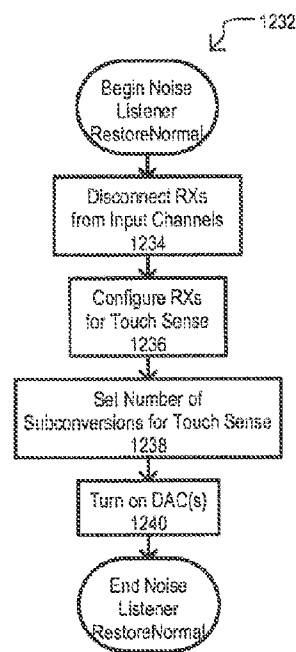 1232
Begin Noise
Listener
RestoreNormal
Disconnect RXs
from Input Channels
1234
Configure RXs
for Touch Sense
1236
Set Number of
Subconversions for Touch Sense
1238
Turn on DAC(s)
1240
End Noise
Listener
RestoreNormal